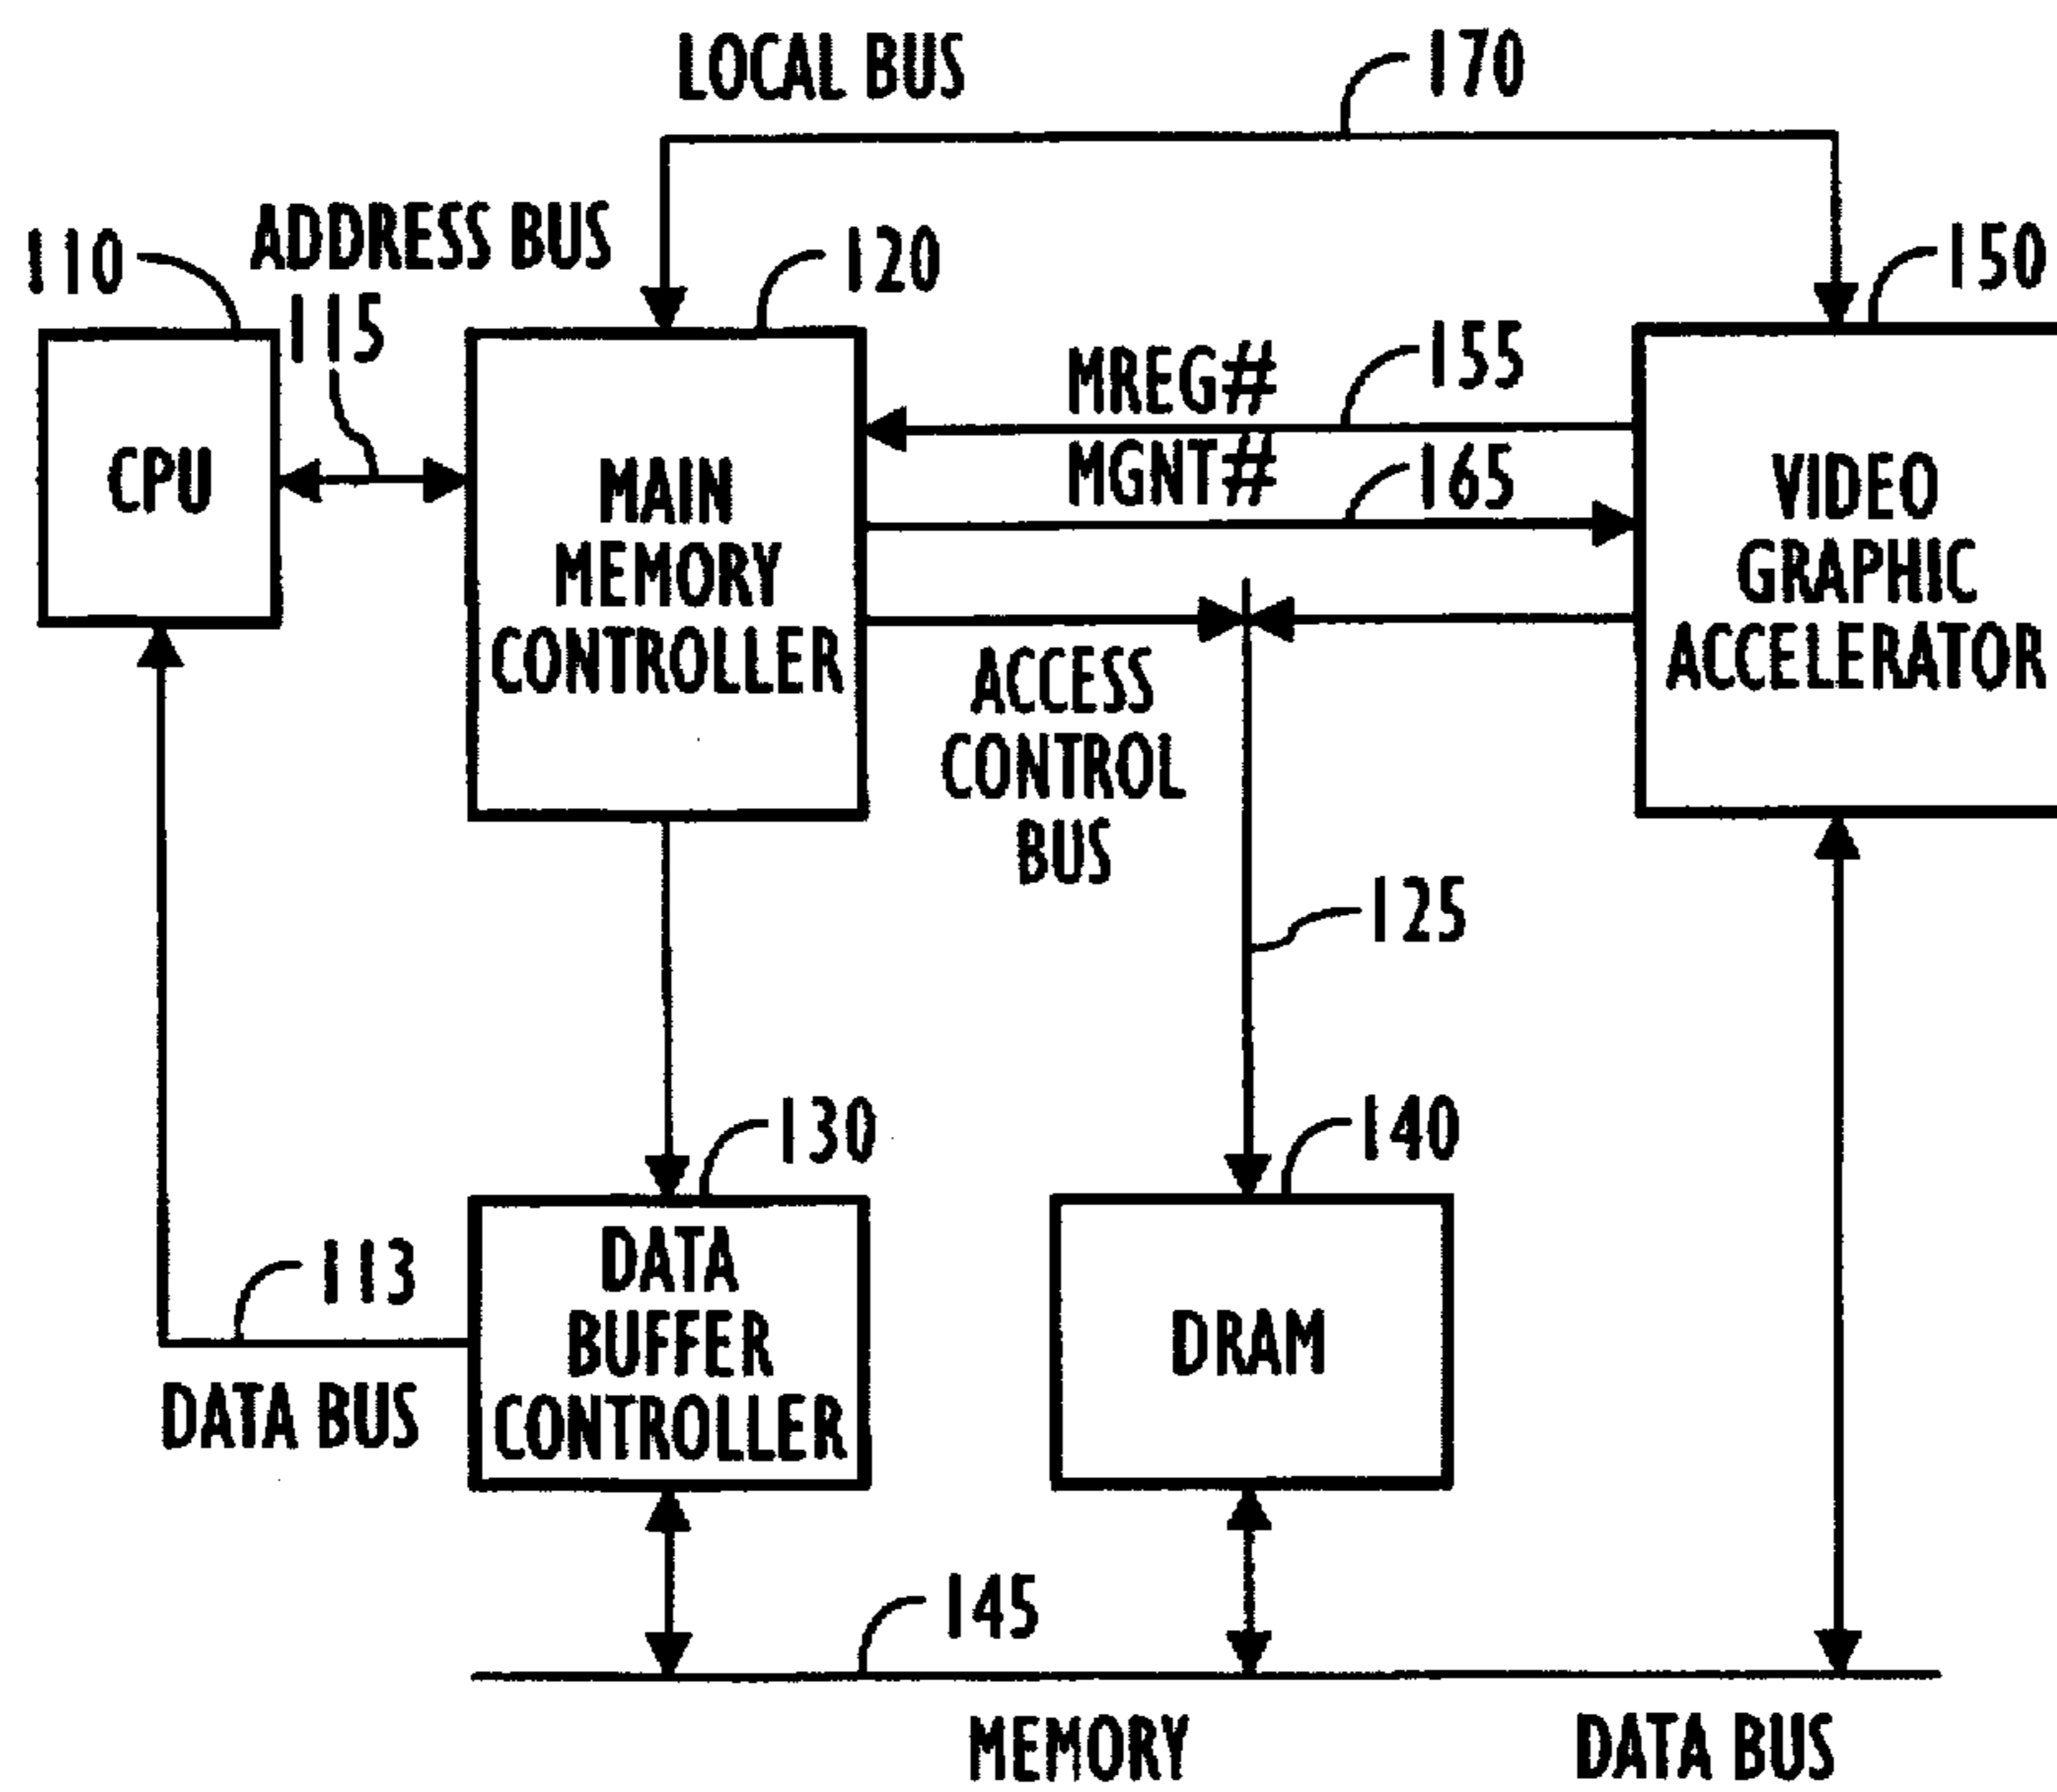 LOCAL BUS
170
110
ADDRESS BUS
115
120
150
CPU
MAIN
MEMORY
CONTROLLER
MREG#
155
MGNT#
165
VIDEO
GRAPHIC
ACCELERATOR
ACCESS
CONTROL
BUS
125
130
140
113
DATA BUS
DATA
BUFFER
CONTROLLER
DRAM
145
MEMORY DATA BUS